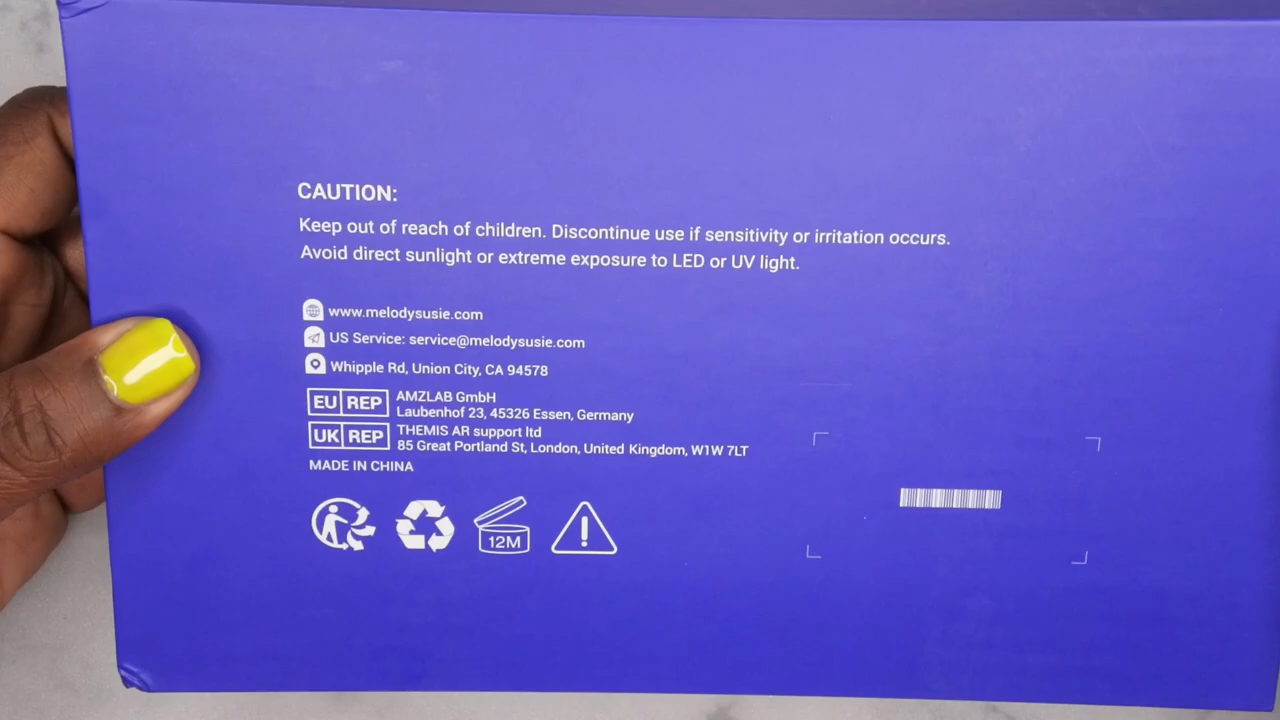 CAUTION:
Keep out of reach of children. Discontinue use if sensitivity or irritation occurs.
Avoid direct sunlight or extreme exposure to LED or UV light.
www.melodysusie.com
US Service: service@melodysusie.com
Whipple Rd, Union City, CA 94578
EU REP AMZLAB GmbH
Laubenhof 23, 45326 Essen, Germany
UK REP THEMIS AR support ltd
85 Great Portland St, London, United Kingdom, W1W 7LT
MADE IN CHINA
12M